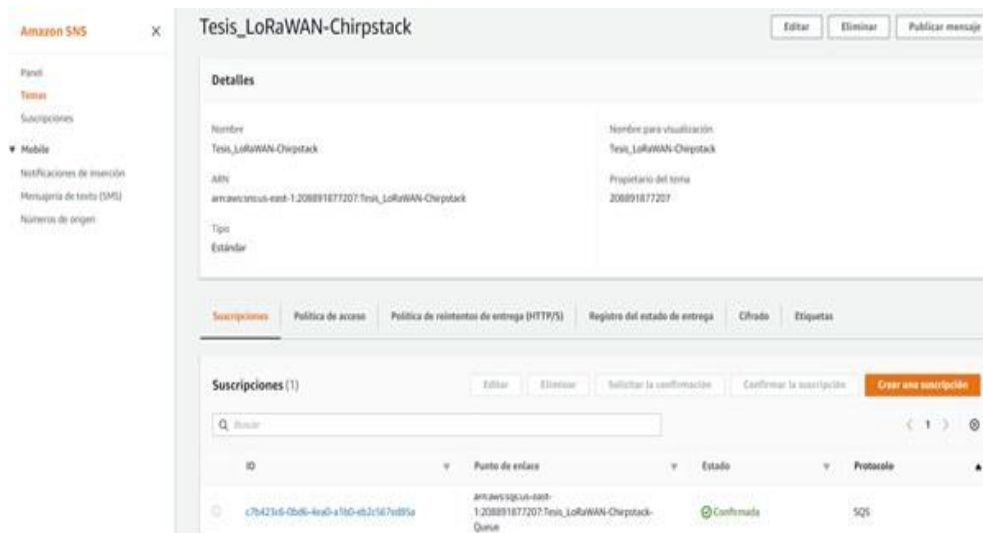 Amazon SNS
Tesis_LoRaWAN-Chirpstack
Editar
Eliminar
Publicar mensaje
Panel
Temas
Suscripciones
Mobile
Notificaciones de inserción
Mensajería de texto (SMS)
Números de origen
Detalles
Nombre
Tesis_LoRaWAN-Chirpstack
Nombre para visualización
Tesis_LoRaWAN-Chirpstack
ARN
arn:aws:sns:us-east-1:208891877207:Tesis_LoRaWAN-Chirpstack
Propietario del tema
208891877207
Tipo
Estándar
Suscripciones
Política de acceso
Política de reintentos de entrega (HTTP/S)
Registro del estado de entrega
Cifrado
Etiquetas
Suscripciones (1)
Editar
Eliminar
Solicitar la confirmación
Confirmar la suscripción
Crear una suscripción
Buscar
1
ID
Punto de enlace
Estado
Protocolo
arn:aws:sqs:us-east-
1:208891877207:Tesis_LoRaWAN-Chirpstack-
Queue
Confirmada
SQS